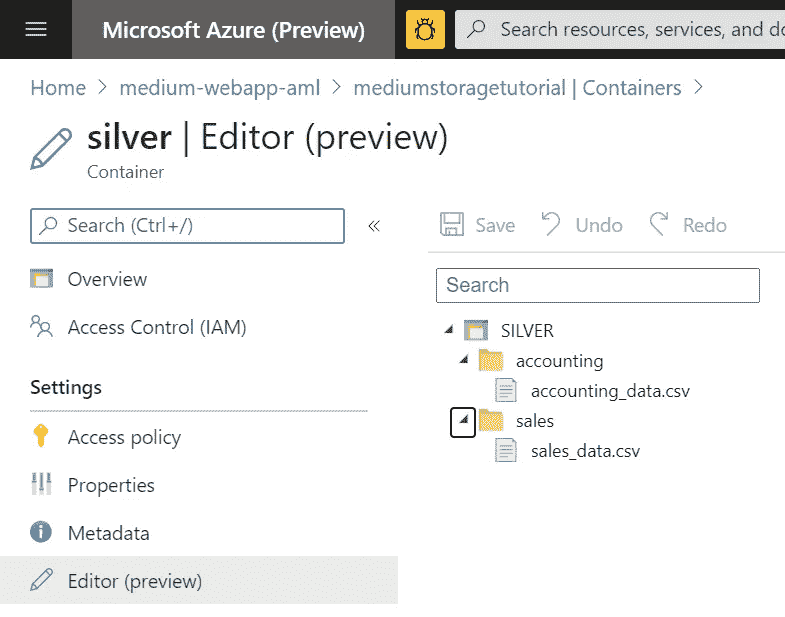 Microsoft Azure (Preview)
Search resources, services, and do
Home > medium-webapp-aml > mediumstoragetutorial | Containers >
silver | Editor (preview)
Container
Search (Ctrl+/)
«
Save Undo Redo
Search
Overview
Access Control (IAM)
Settings
Access policy
Properties
Metadata
Editor (preview)
SILVER
accounting
accounting_data.csv
sales
sales_data.csv